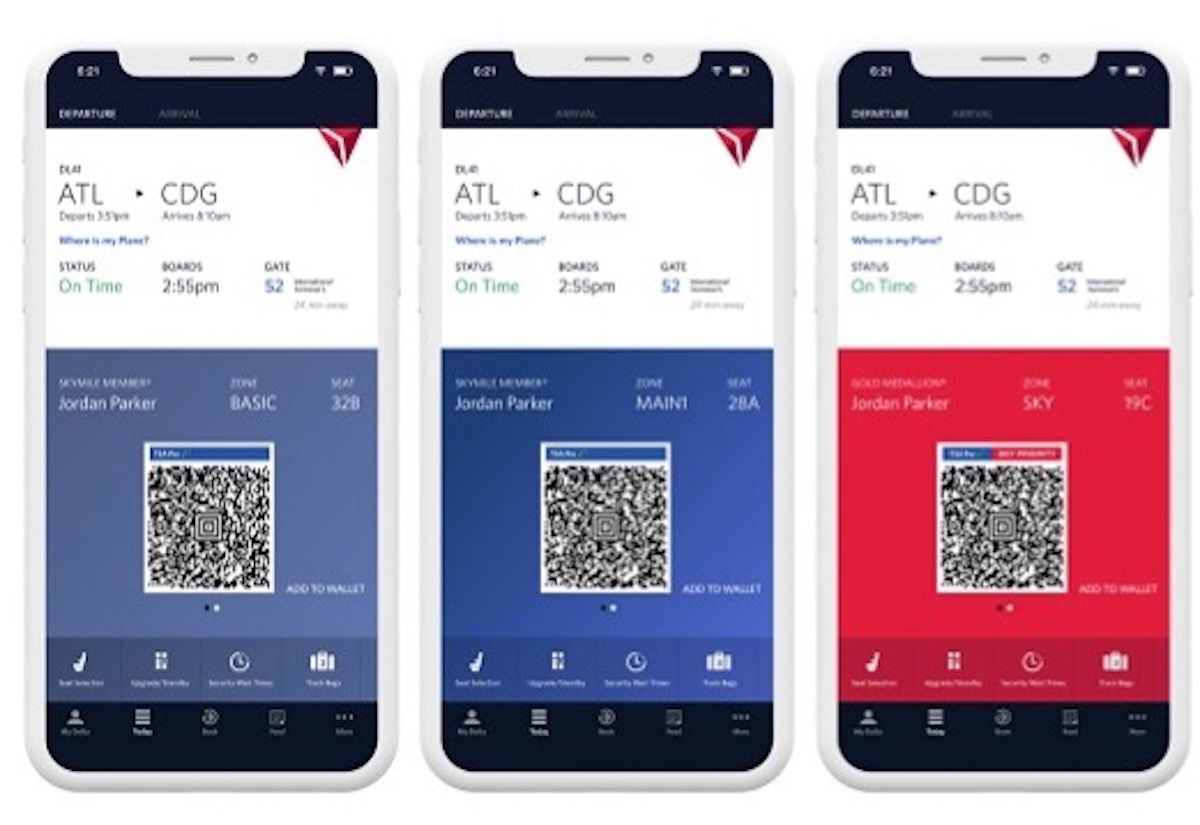 6:21
DEPARTURE ARRIVAL
DL41
ATL ▸ CDG
Departs 3:51pm Arrives 8:10am
Where is my Plane?
STATUS BOARDS GATE
On Time 2:55pm 52 International
min away
SKYMILE MEMBER®
ZONE SEAT
Jordan Parker BASIC 32B
TSA Pre
ADD TO WALLET
Seat Selection Upgrade/Standby Security Wait Times Track Bags
My Delta Today Book Feed More
6:21
DEPARTURE ARRIVAL
DL41
ATL ▸ CDG
Departs 3:51pm Arrives 8:10am
Where is my Plane?
STATUS BOARDS GATE
On Time 2:55pm 52 International
min away
SKYMILE MEMBER®
ZONE SEAT
Jordan Parker MAIN1 28A
TSA Pre
ADD TO WALLET
Seat Selection Upgrade/Standby Security Wait Times Track Bags
My Delta Today Book Feed More
6:21
DEPARTURE ARRIVAL
DL41
ATL ▸ CDG
Departs 3:51pm Arrives 8:10am
Where is my Plane?
STATUS BOARDS GATE
On Time 2:55pm 52 International
min away
GOLD MEDALLION®
ZONE SEAT
Jordan Parker SKY 19C
TSA Pre SKY PRIORITY
ADD TO WALLET
Seat Selection Upgrade/Standby Security Wait Times Track Bags
My Delta Today Book Feed More